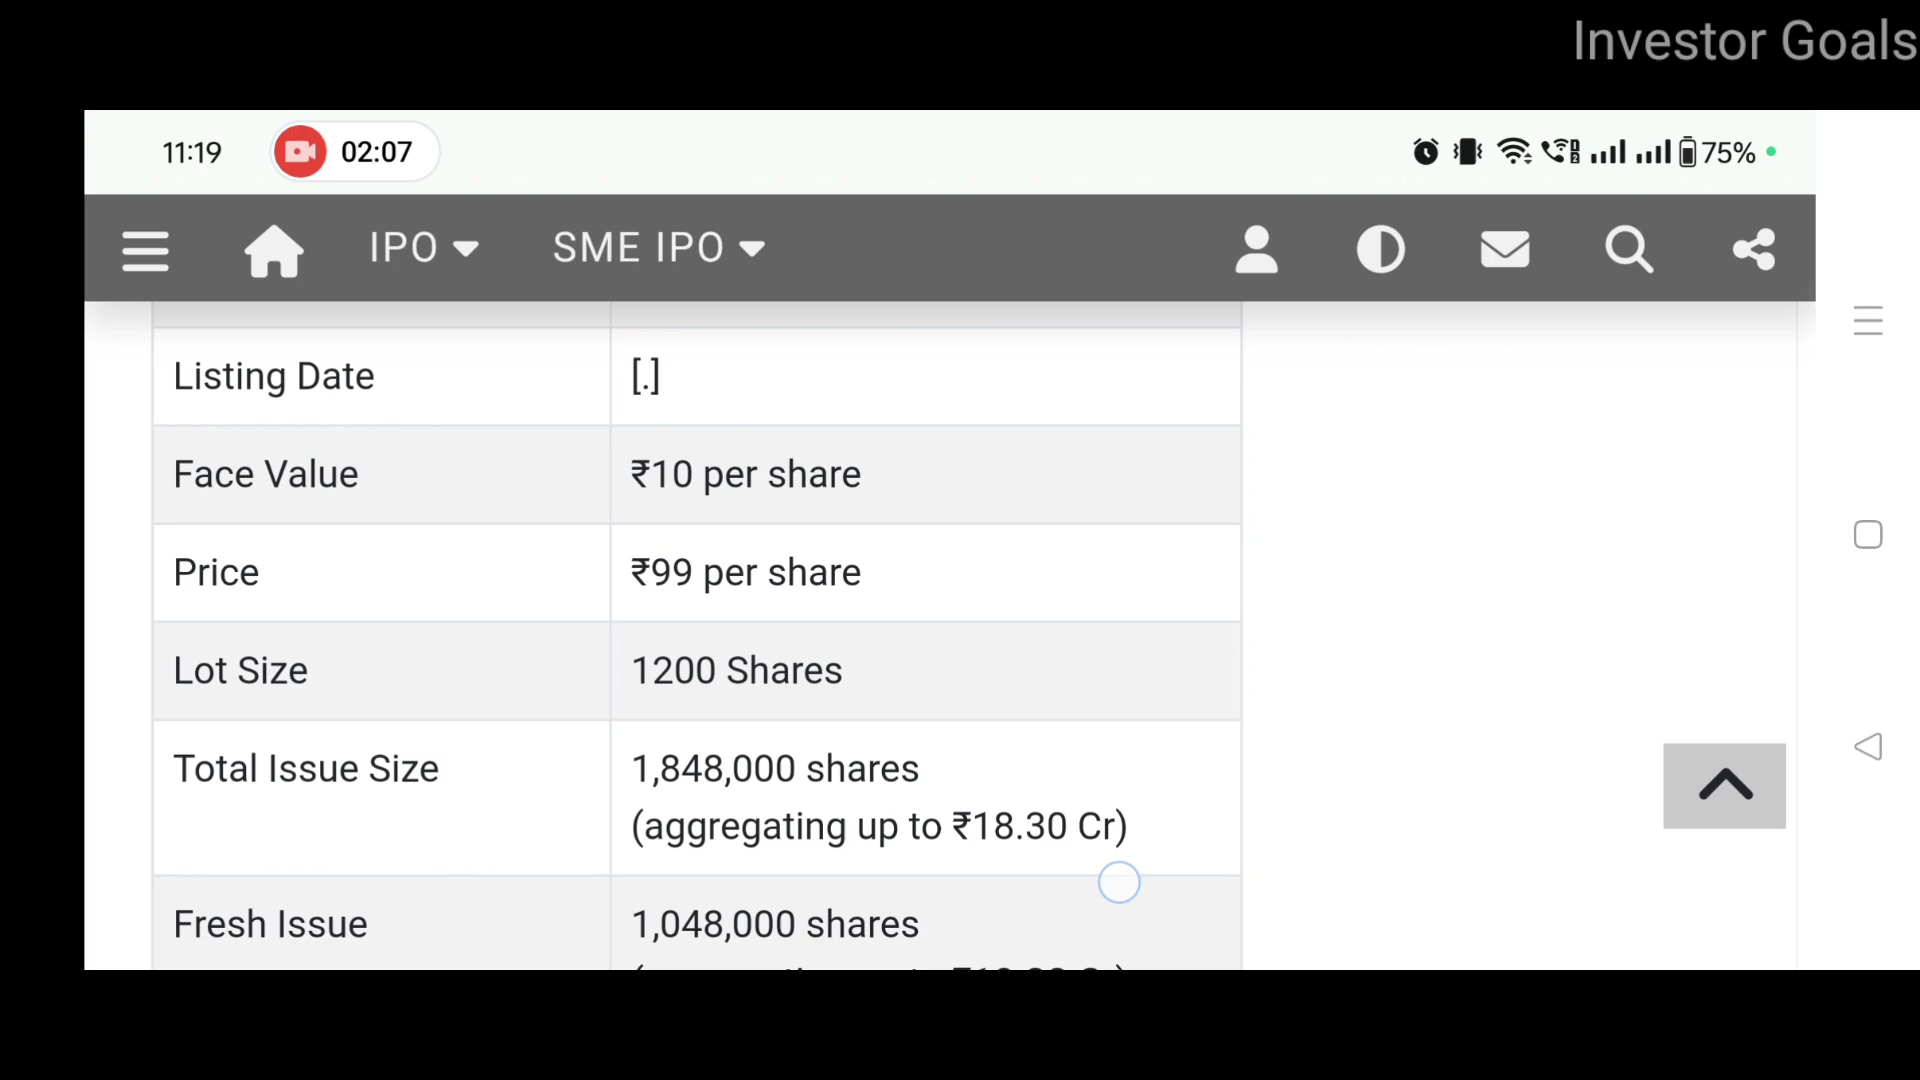 Investor Goals
11:19 02:07 75%
IPO SME IPO
Listing Date [.]
Face Value ₹10 per share
Price ₹99 per share
Lot Size 1200 Shares
Total Issue Size 1,848,000 shares
(aggregating up to ₹18.30 Cr)
Fresh Issue 1,048,000 shares